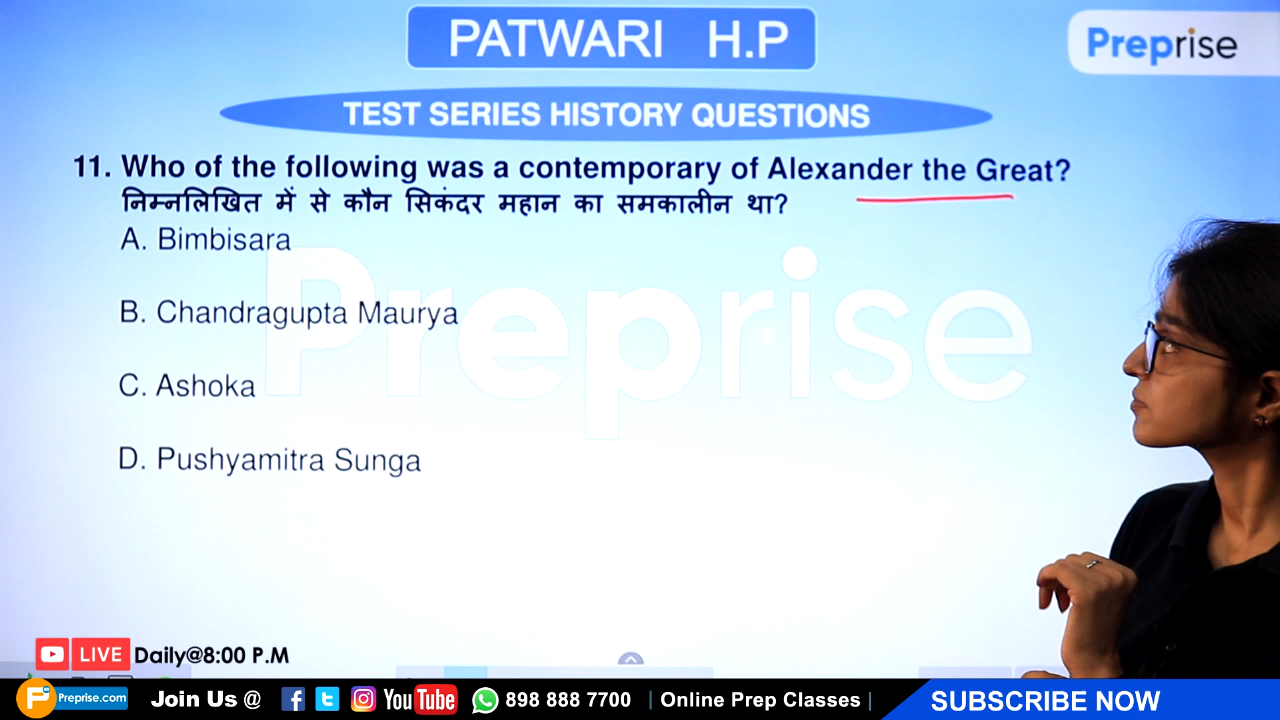 PATWARI H.P
Preprise
TEST SERIES HISTORY QUESTIONS
11. Who of the following was a contemporary of Alexander the Great?
निम्नलिखित में से कौन सिकंदर महान का समकालीन था?
A. Bimbisara
Preprise
B. Chandragupta Maurya
C. Ashoka
D. Pushyamitra Sunga
LIVE Daily@8:00 P.M
Preprise.com Join Us @ YouTube 898 888 7700 | Online Prep Classes | SUBSCRIBE NOW